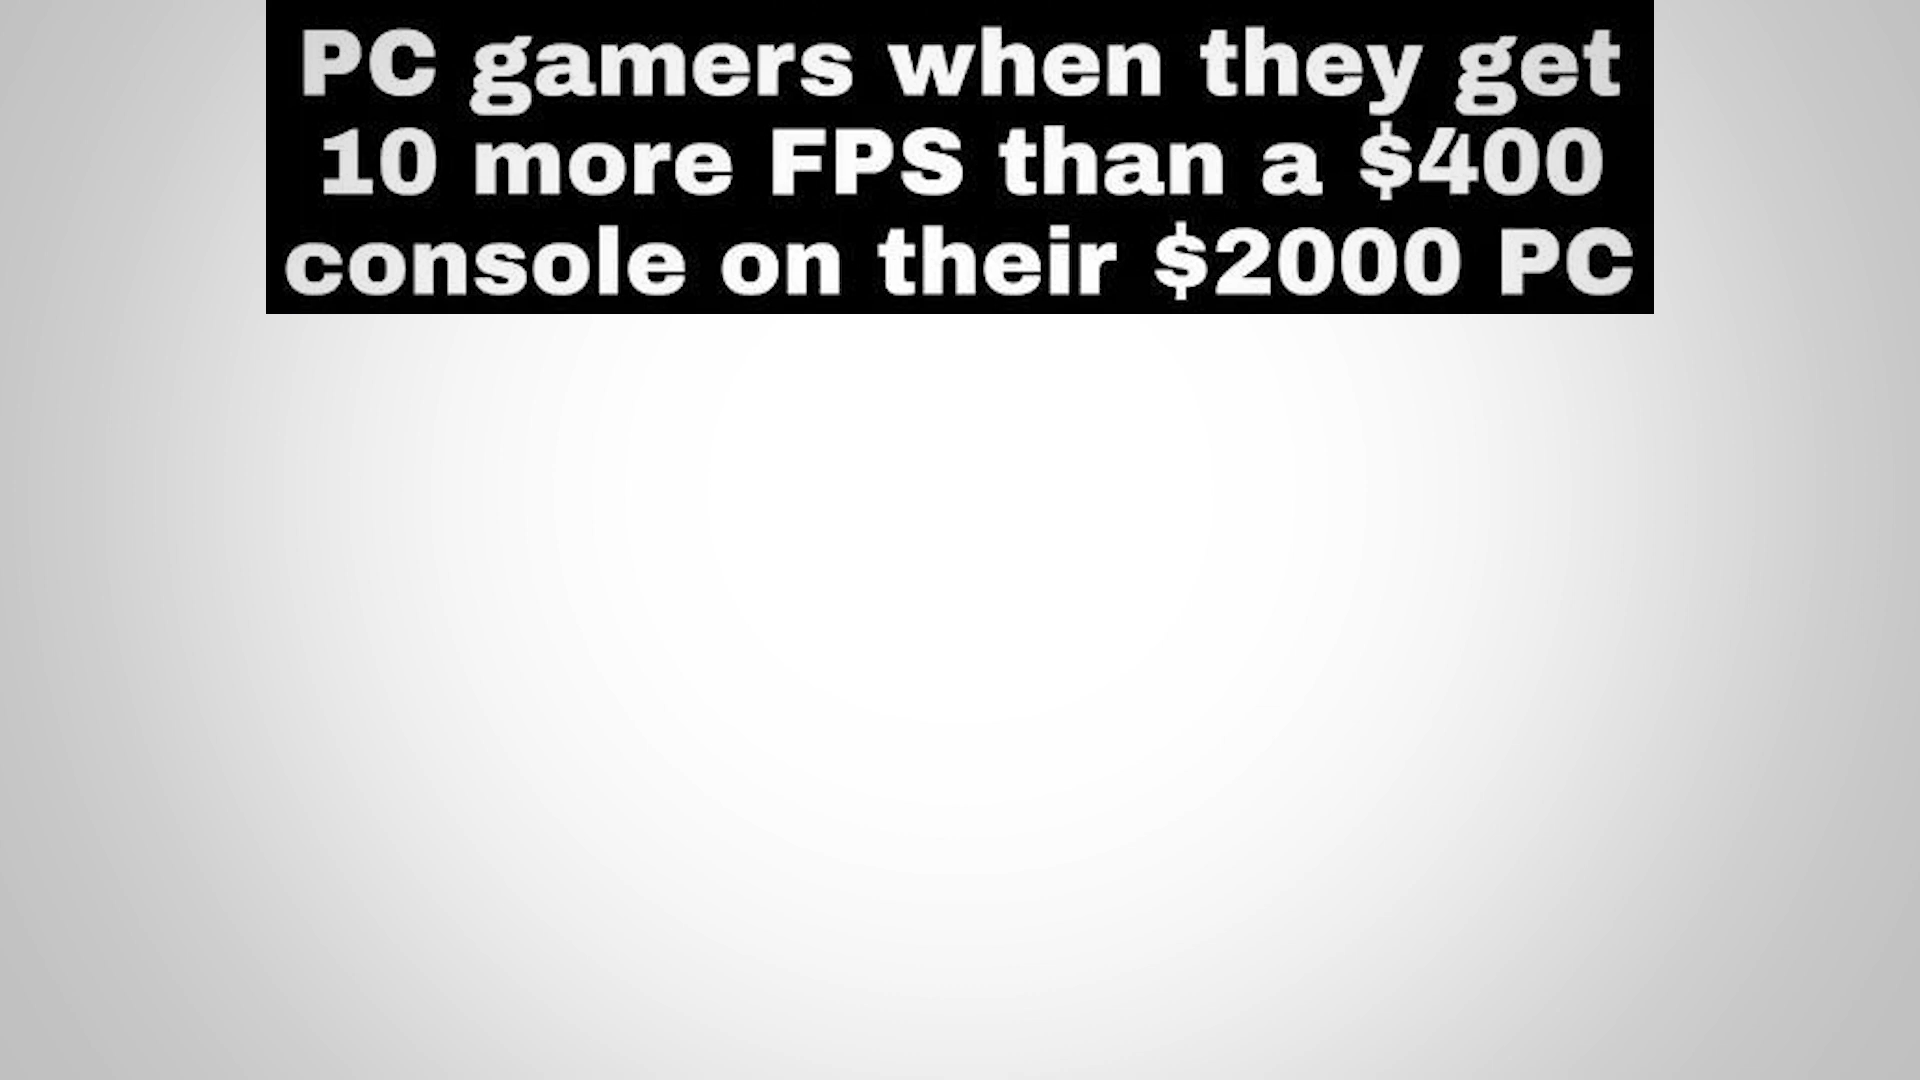 PC gamers when they get
10 more FPS than a $400
console on their $2000 PC